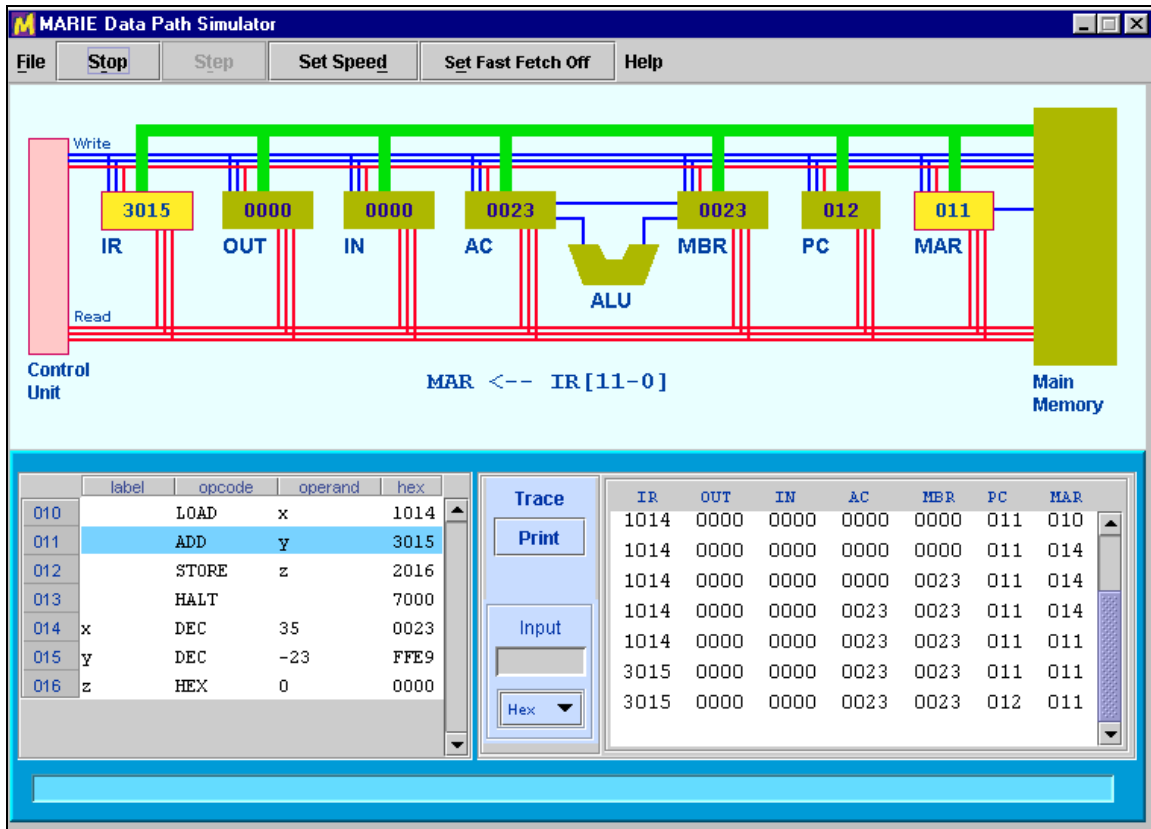 MARIE Data Path Simulator
File Stop Step Set Speed Set Fast Fetch Off Help
Write
3015 0000 0000 0023 0023 012 011
IR OUT IN AC MBR PC MAR
ALU
Read
Control Unit
MAR <-- IR[11-0]
Main Memory
label opcode operand hex
010 LOAD x 1014
011 ADD y 3015
012 STORE z 2016
013 HALT 7000
014 x DEC 35 0023
015 y DEC -23 FFE9
016 z HEX 0 0000
Trace
Print
Input
Hex
IR OUT IN AC MBR PC MAR
1014 0000 0000 0000 0000 011 010
1014 0000 0000 0000 0000 011 014
1014 0000 0000 0000 0023 011 014
1014 0000 0000 0023 0023 011 014
1014 0000 0000 0023 0023 011 011
3015 0000 0000 0023 0023 011 011
3015 0000 0000 0023 0023 012 011